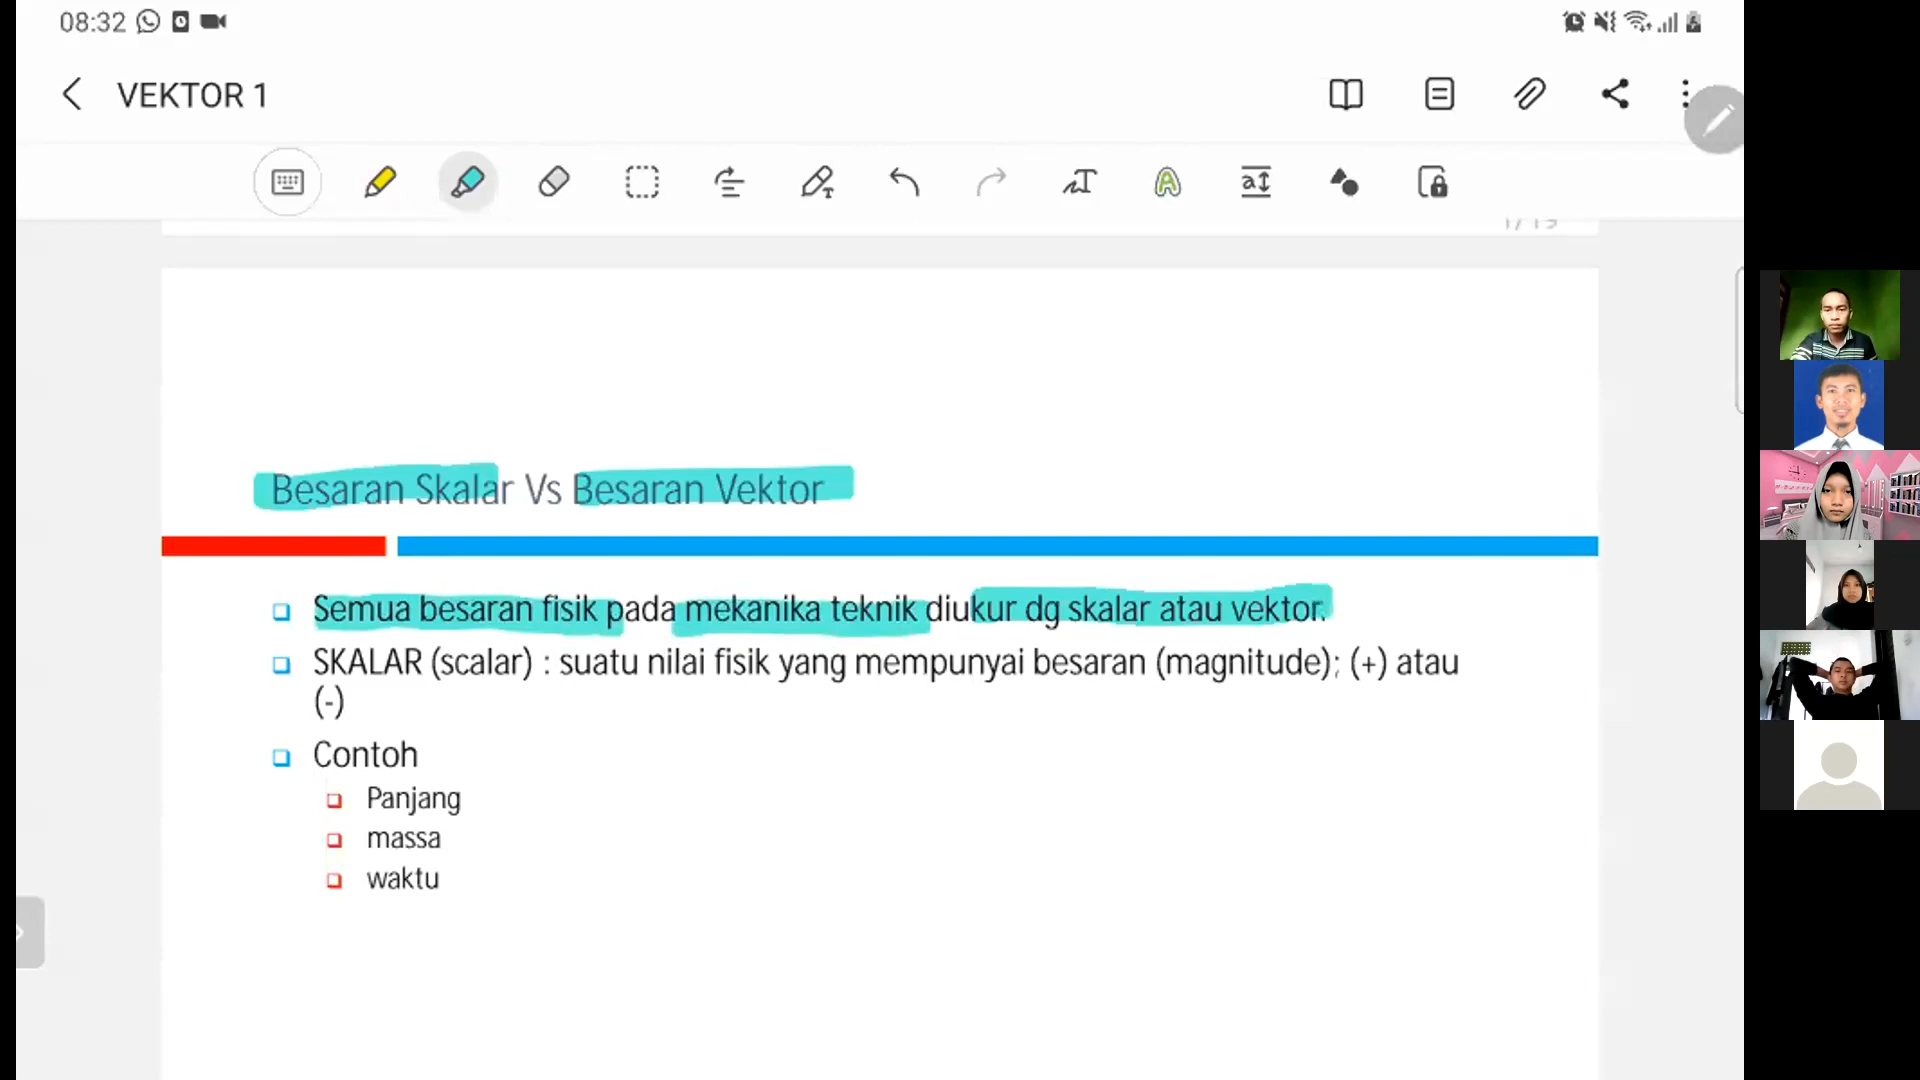 08:32
VEKTOR 1
Besaran Skalar Vs Besaran Vektor
Semua besaran fisik pada mekanika teknik diukur dg skalar atau vektor.
SKALAR (scalar) : suatu nilai fisik yang mempunyai besaran (magnitude); (+) atau
(-)
Contoh
Panjang
massa
waktu